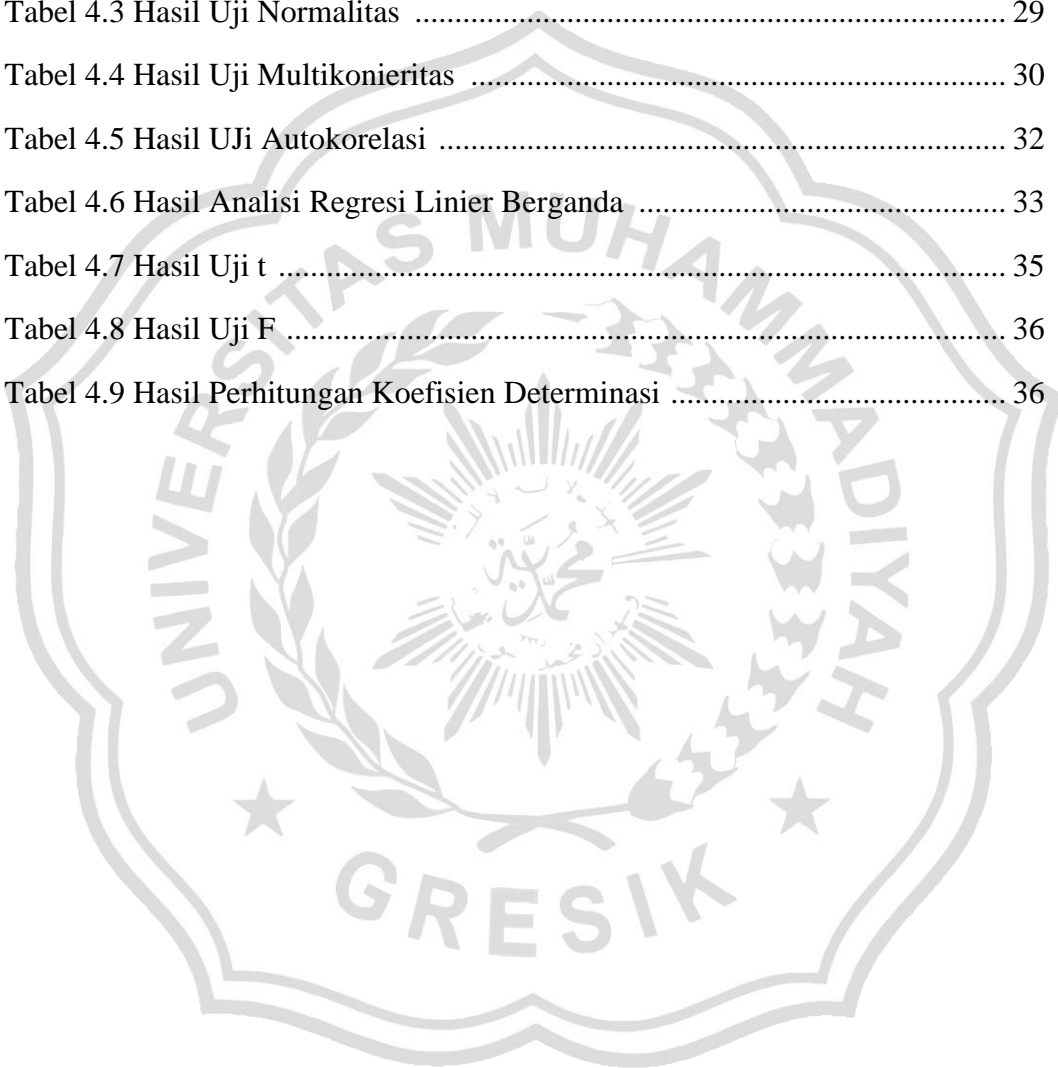 Tabel 4.3 Hasil Uji Normalitas ........................................................................... 29
Tabel 4.4 Hasil Uji Multikonieritas ..................................................................... 30
Tabel 4.5 Hasil UJi Autokorelasi ........................................................................ 32
Tabel 4.6 Hasil Analisi Regresi Linier Berganda ................................................ 33
Tabel 4.7 Hasil Uji t ............................................................................................ 35
Tabel 4.8 Hasil Uji F ........................................................................................... 36
Tabel 4.9 Hasil Perhitungan Koefisien Determinasi ........................................... 36
UNIVERSITAS MUHAMMADIYAH
GRESIK